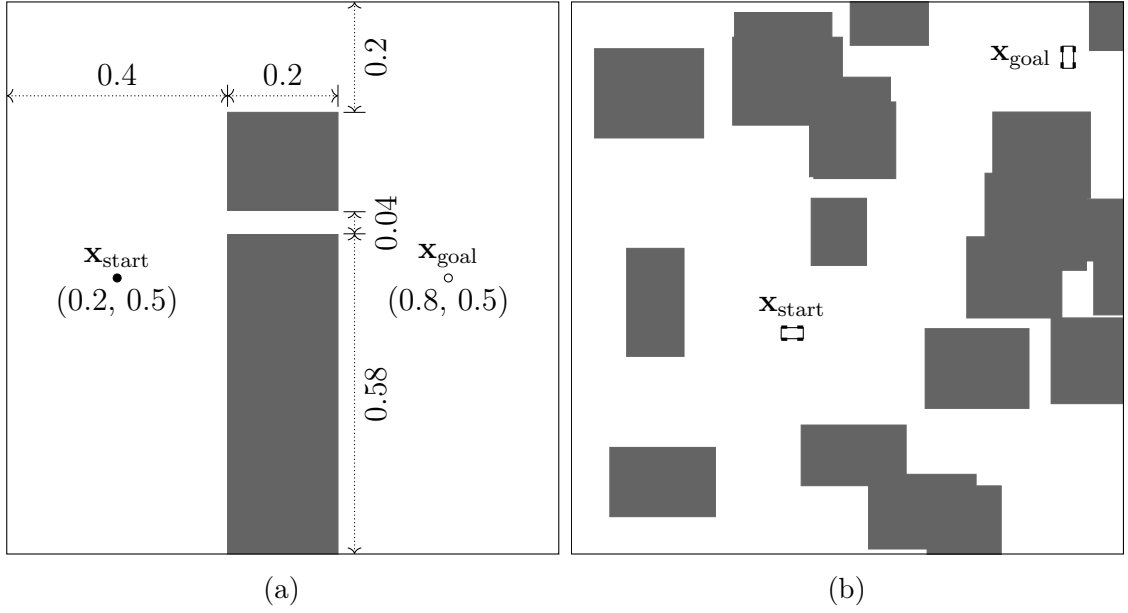 0.4
0.2
0.2
0.04
0.58
x_start
(0.2, 0.5)
x_goal
(0.8, 0.5)
(a)
x_goal
x_start
(b)